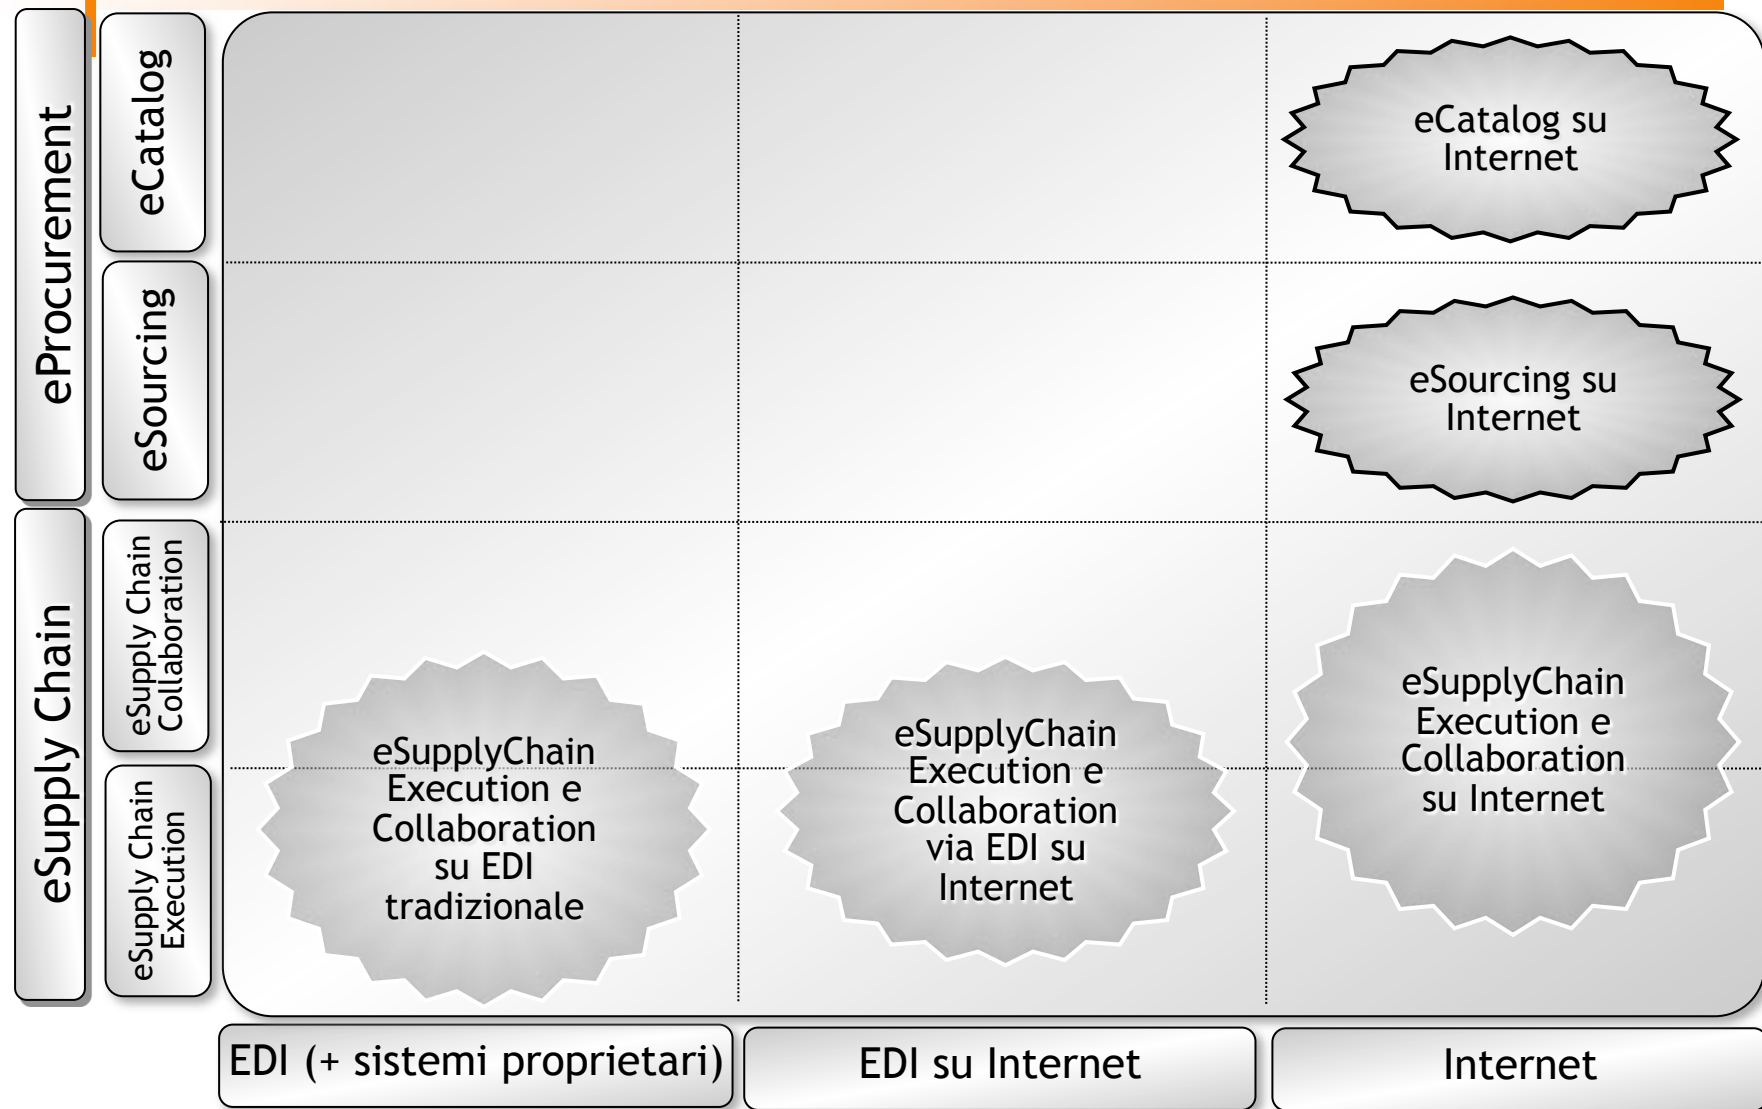 eProcurement
eCatalog
eCatalog su
Internet
eSourcing
eSourcing su
Internet
eSupply Chain
eSupply Chain
Collaboration
eSupply Chain
Execution
eSupplyChain
Execution e
Collaboration
su EDI
tradizionale
eSupplyChain
Execution e
Collaboration
via EDI su
Internet
eSupplyChain
Execution e
Collaboration
su Internet
EDI (+ sistemi proprietari)
EDI su Internet
Internet